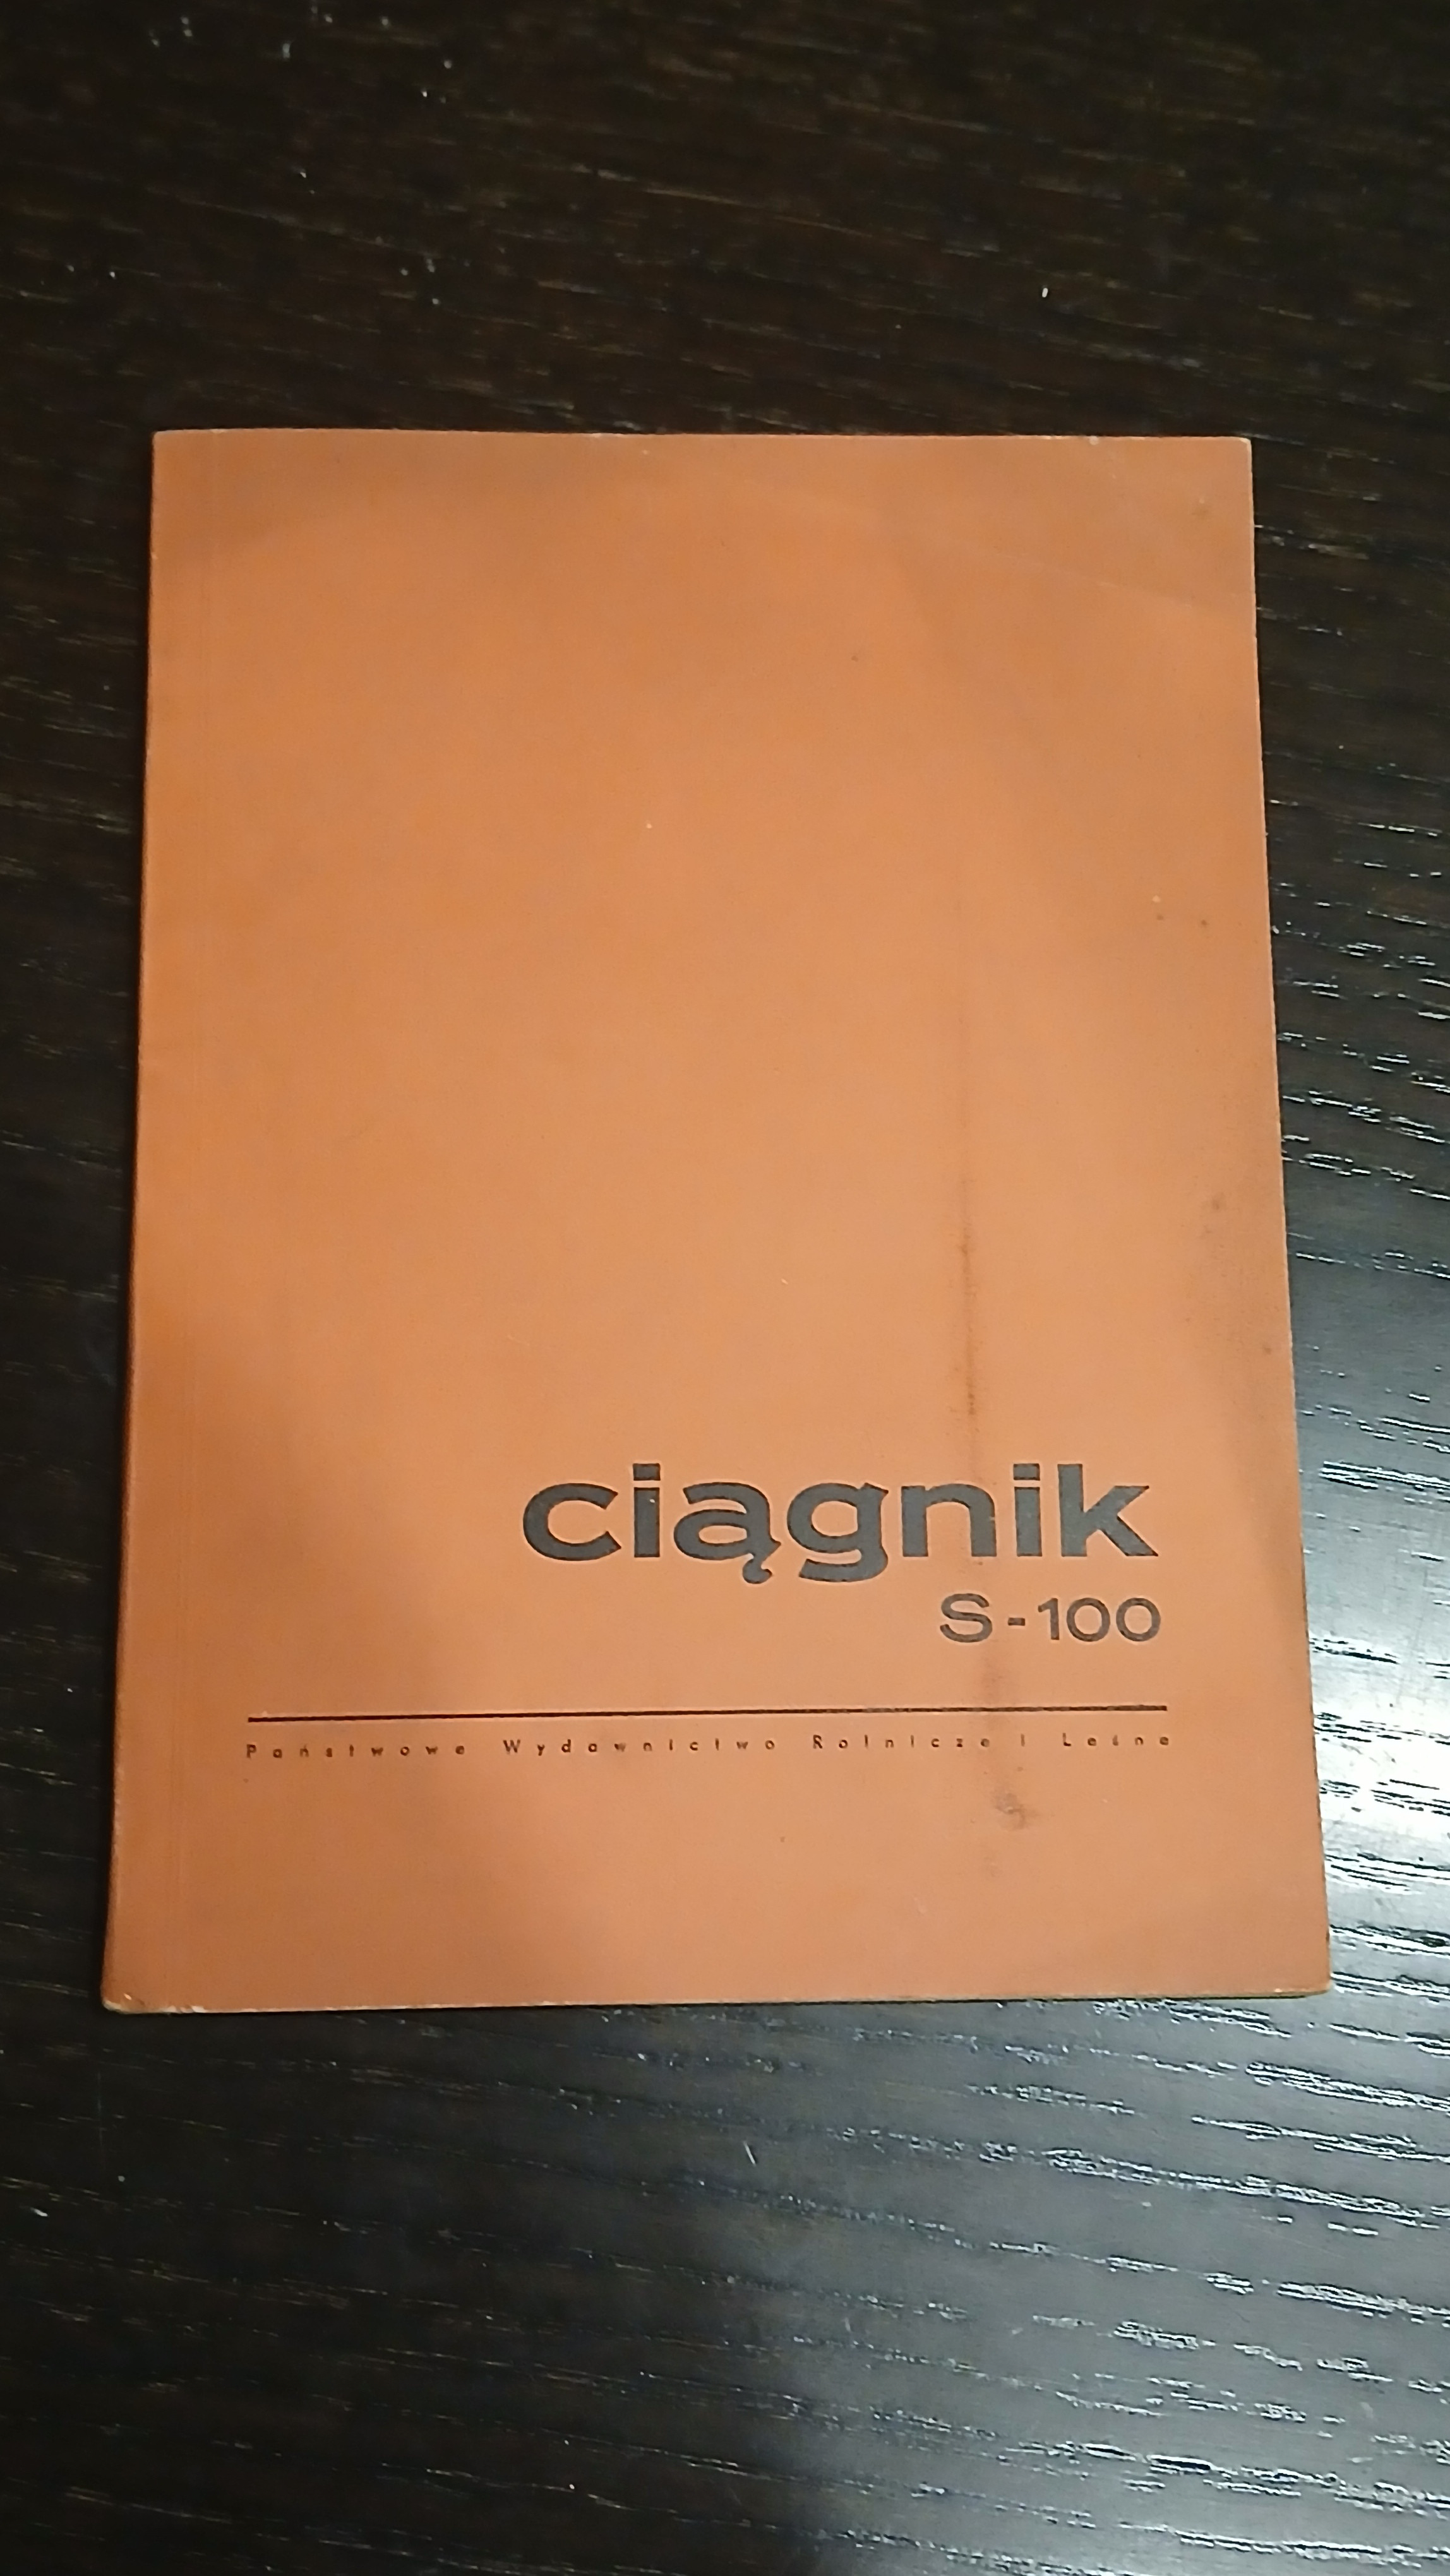 ciągnik
S-100
Państwowe Wydawnictwo Rolnicze i Leśne